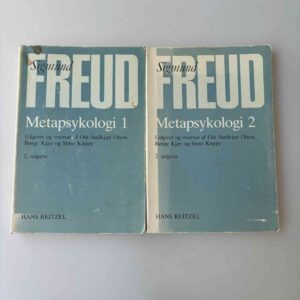 Sigmund
FREUD
Metapsykologi 1
Udgivet og oversat af Ole Andkjær Olsen,
Børge Kjær og Simo Køppe
2. udgave
HANS REITZEL
Sigmund
FREUD
Metapsykologi 2
Udgivet og oversat af Ole Andkjær Olsen,
Børge Kjær og Simo Køppe
2. udgave
HANS REITZEL